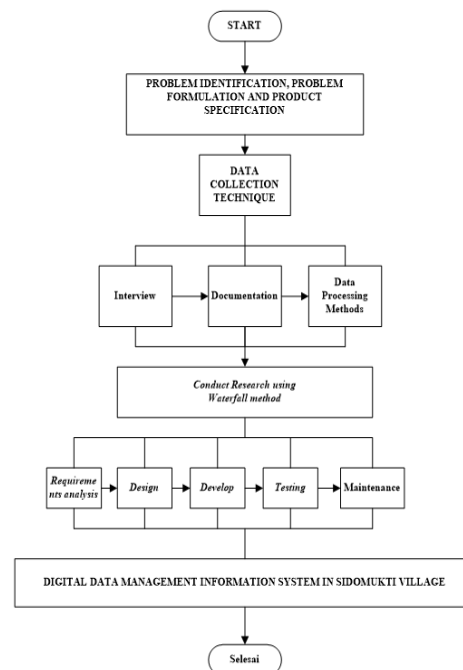 START
PROBLEM IDENTIFICATION, PROBLEM
FORMULATION AND PRODUCT
SPECIFICATION
DATA
COLLECTION
TECHNIQUE
Interview
Documentation
Data
Processing
Methods
Conduct Research using
Waterfall method
Requireme
nts analysis
Design
Develop
Testing
Maintenance
DIGITAL DATA MANAGEMENT INFORMATION SYSTEM IN SIDOMUKTI VILLAGE
Selesai